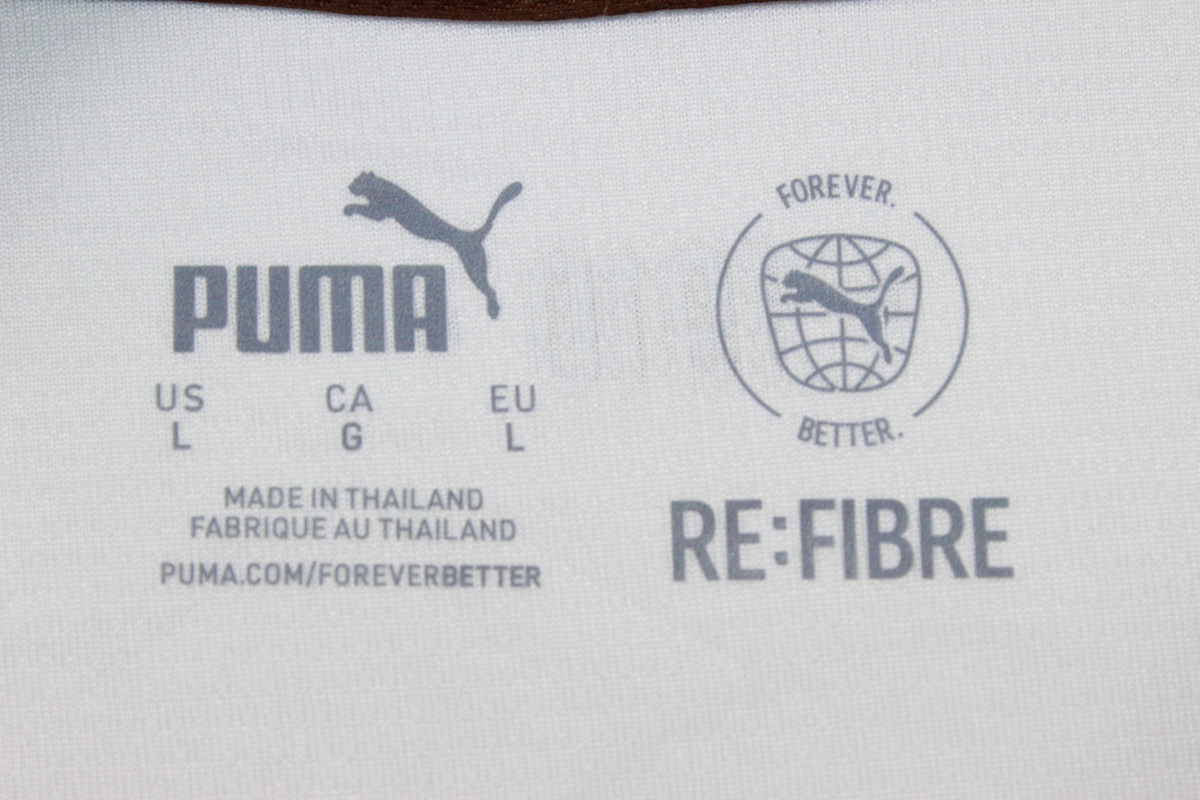 PUMA
US CA EU
L G L
MADE IN THAILAND
FABRIQUE AU THAILAND
PUMA.COM/FOREVERBETTER
FOREVER.
BETTER.
RE:FIBRE